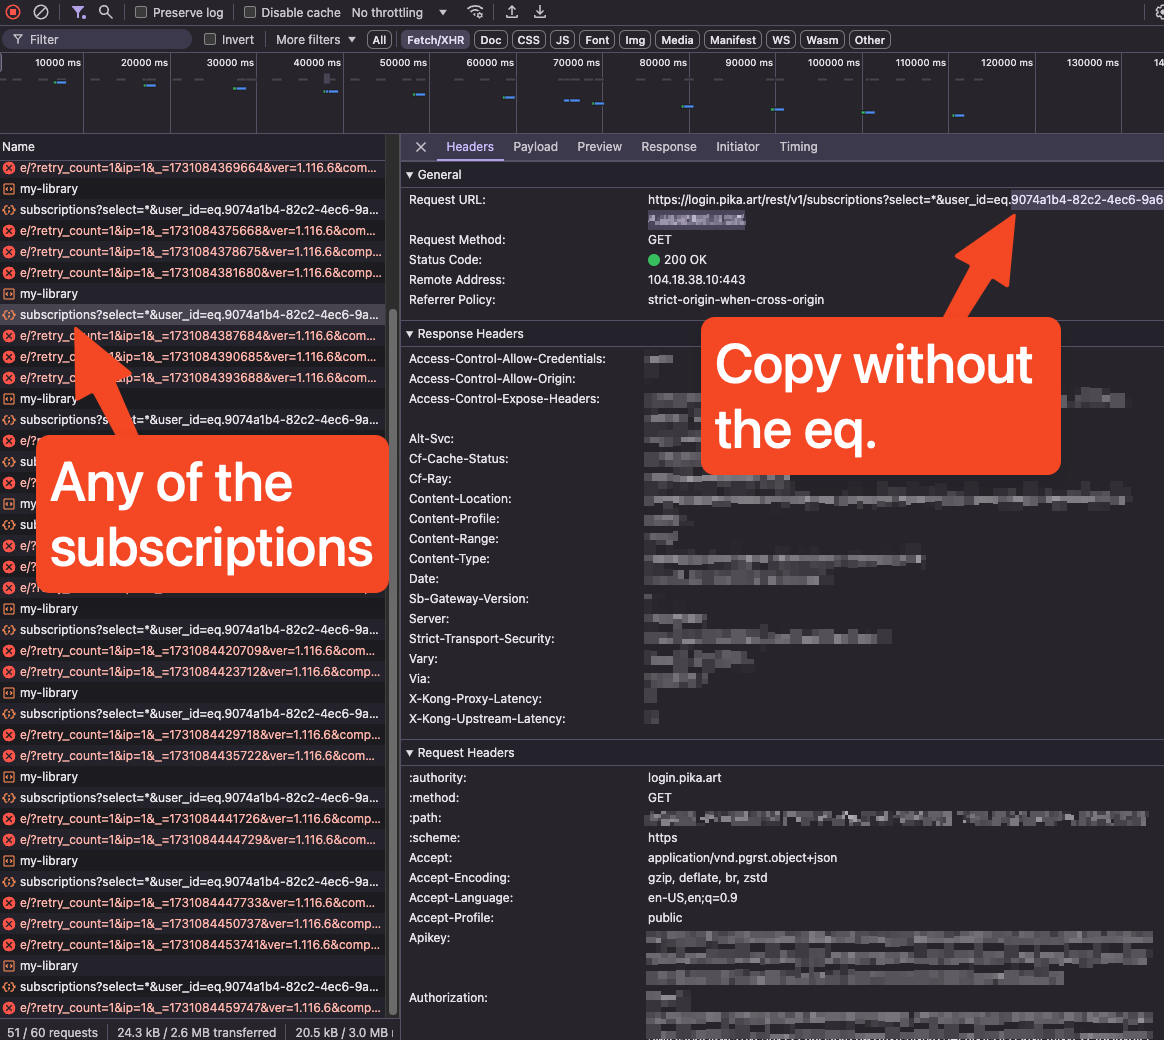 Preserve log Disable cache No throttling
Filter Invert More filters All Fetch/XHR Doc CSS JS Font Img Media Manifest WS Wasm Other
10000 ms 20000 ms 30000 ms 40000 ms 50000 ms 60000 ms 70000 ms 80000 ms 90000 ms 100000 ms 110000 ms 120000 ms 130000 ms 14
Name
e/?retry_count=1&ip=1&_=1731084369664&ver=1.116.6&com...
my-library
subscriptions?select=*&user_id=eq.9074a1b4-82c2-4ec6-9a...
e/?retry_count=1&ip=1&_=1731084375668&ver=1.116.6&com...
e/?retry_count=1&ip=1&_=1731084378675&ver=1.116.6&comp...
e/?retry_count=1&ip=1&_=1731084381680&ver=1.116.6&comp...
my-library
subscriptions?select=*&user_id=eq.9074a1b4-82c2-4ec6-9a...
e/?retry_count=1&ip=1&_=1731084387684&ver=1.116.6&com...
e/?retry_count=1&ip=1&_=1731084390685&ver=1.116.6&com...
e/?retry_count=1&ip=1&_=1731084393688&ver=1.116.6&com...
my-library
subscriptions?select=*&user_id=eq.9074a1b4-82c2-4ec6-9a...
Any of the
subscriptions
my-library
subscriptions?select=*&user_id=eq.9074a1b4-82c2-4ec6-9a...
e/?retry_count=1&ip=1&_=1731084420709&ver=1.116.6&com...
e/?retry_count=1&ip=1&_=1731084423712&ver=1.116.6&comp...
my-library
subscriptions?select=*&user_id=eq.9074a1b4-82c2-4ec6-9a...
e/?retry_count=1&ip=1&_=1731084429718&ver=1.116.6&comp...
e/?retry_count=1&ip=1&_=1731084435722&ver=1.116.6&com...
my-library
subscriptions?select=*&user_id=eq.9074a1b4-82c2-4ec6-9a...
e/?retry_count=1&ip=1&_=1731084441726&ver=1.116.6&comp...
e/?retry_count=1&ip=1&_=1731084444729&ver=1.116.6&com...
my-library
subscriptions?select=*&user_id=eq.9074a1b4-82c2-4ec6-9a...
e/?retry_count=1&ip=1&_=1731084447733&ver=1.116.6&com...
e/?retry_count=1&ip=1&_=1731084450737&ver=1.116.6&comp...
e/?retry_count=1&ip=1&_=1731084453741&ver=1.116.6&comp...
my-library
subscriptions?select=*&user_id=eq.9074a1b4-82c2-4ec6-9a...
e/?retry_count=1&ip=1&_=1731084459747&ver=1.116.6&comp...
51 / 60 requests 24.3 kB / 2.6 MB transferred 20.5 kB / 3.0 MB
Headers Payload Preview Response Initiator Timing
General
Request URL: https://login.pika.art/rest/v1/subscriptions?select=*&user_id=eq.9074a1b4-82c2-4ec6-9a6
Request Method: GET
Status Code: 200 OK
Remote Address: 104.18.38.10:443
Referrer Policy: strict-origin-when-cross-origin
Copy without
the eq.
Response Headers
Access-Control-Allow-Credentials:
Access-Control-Allow-Origin:
Access-Control-Expose-Headers:
Alt-Svc:
Cf-Cache-Status:
Cf-Ray:
Content-Location:
Content-Profile:
Content-Range:
Content-Type:
Date:
Sb-Gateway-Version:
Server:
Strict-Transport-Security:
Vary:
Via:
X-Kong-Proxy-Latency:
X-Kong-Upstream-Latency:
Request Headers
:authority: login.pika.art
:method: GET
:path:
:scheme: https
Accept: application/vnd.pgrst.object+json
Accept-Encoding: gzip, deflate, br, zstd
Accept-Language: en-US,en;q=0.9
Accept-Profile: public
Apikey:
Authorization: